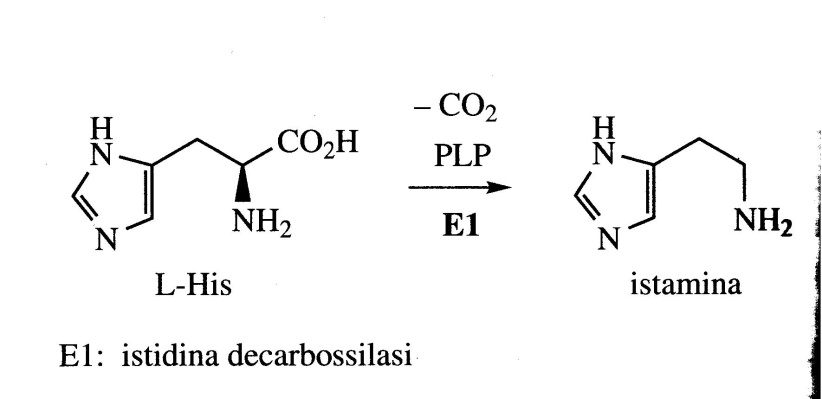 H
N
N
CO₂H
NH₂
L-His
– CO₂
PLP
E1
H
N
N
NH₂
istamina
E1: istidina decarbossilasi